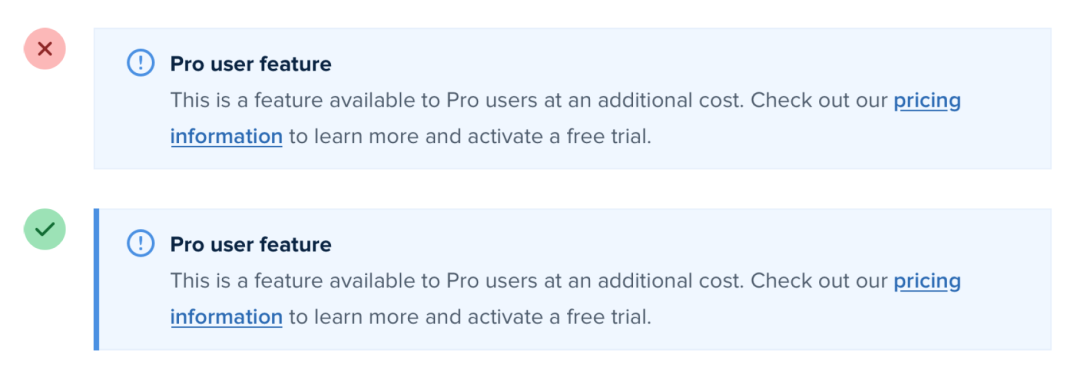 Pro user feature
This is a feature available to Pro users at an additional cost. Check out our pricing
information to learn more and activate a free trial.
Pro user feature
This is a feature available to Pro users at an additional cost. Check out our pricing
information to learn more and activate a free trial.